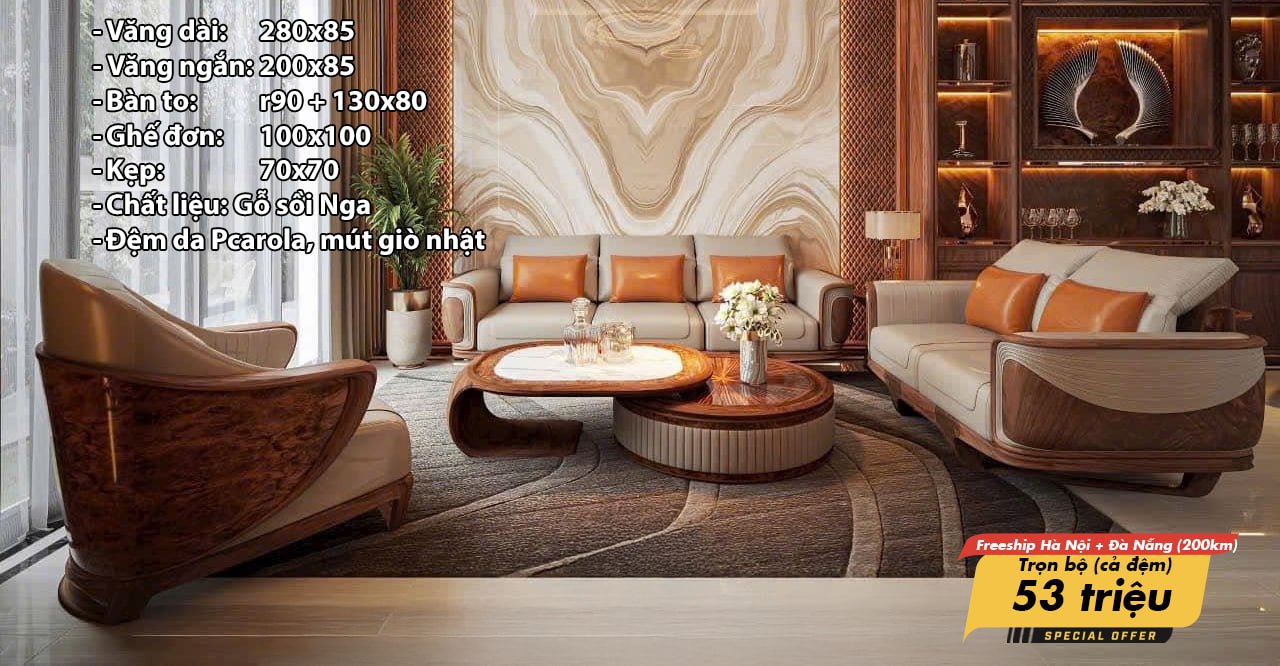 - Văng dài: 280x85
- Văng ngắn: 200x85
- Bàn to: r90 + 130x80
- Ghế đơn: 100x100
- Kẹp: 70x70
- Chất liệu: Gỗ sồi Nga
- Đệm da Pcarola, mút giò nhật
Freeship Hà Nội + Đà Nẵng (200km)
Trọn bộ (cả đệm)
53 triệu
SPECIAL OFFER